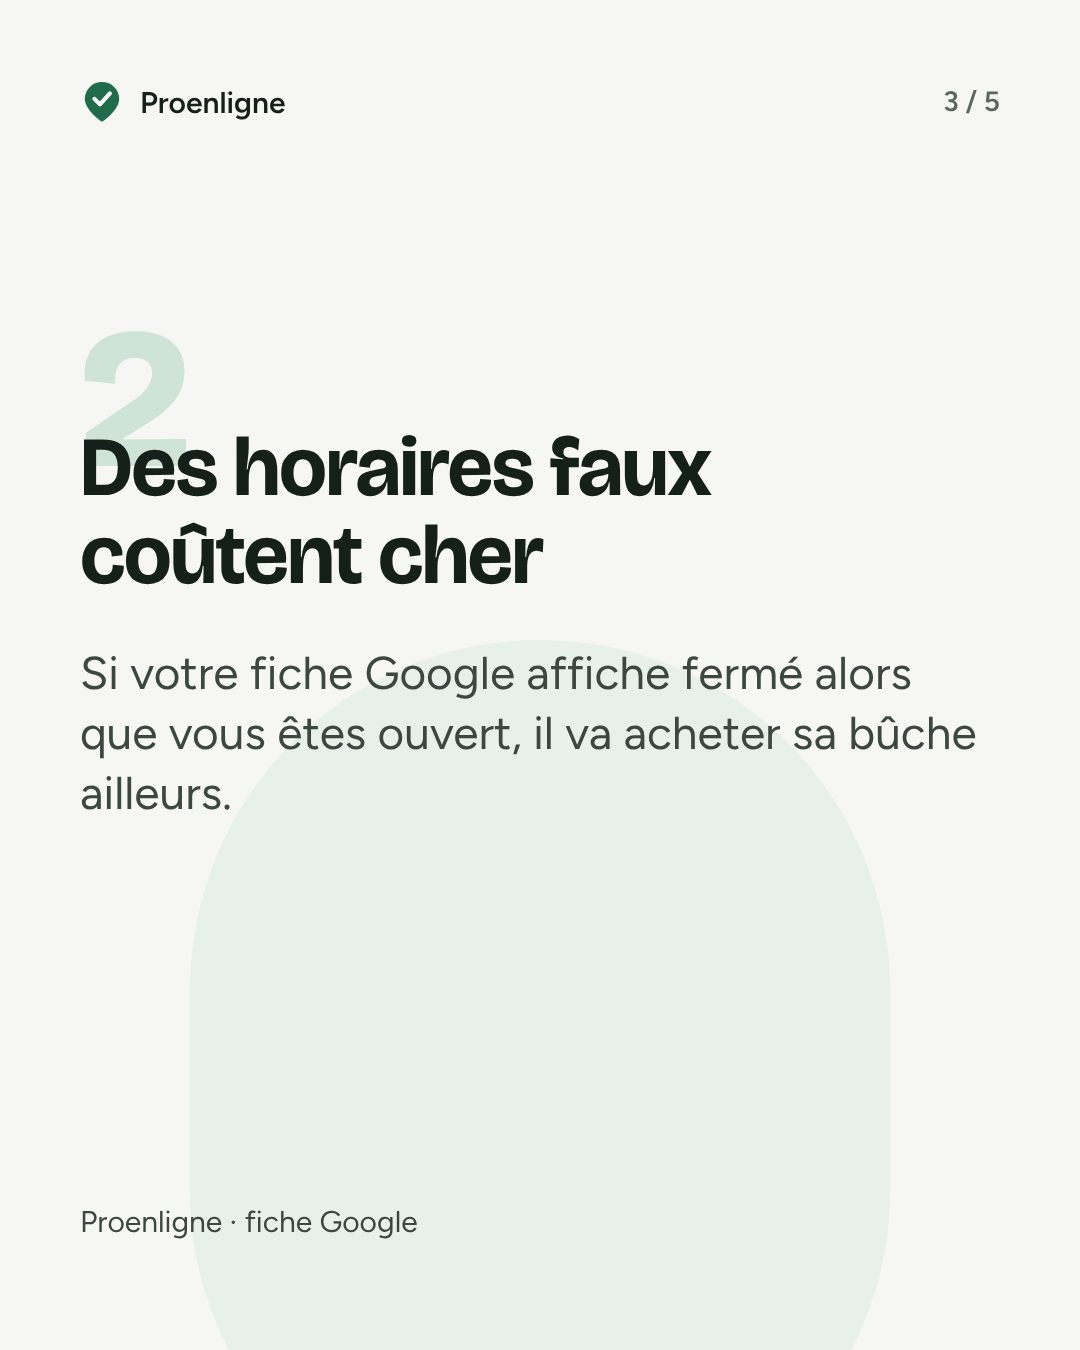 Proenligne
3 / 5
2
Des horaires faux
coûtent cher
Si votre fiche Google affiche fermé alors
que vous êtes ouvert, il va acheter sa bûche
ailleurs.
Proenligne · fiche Google